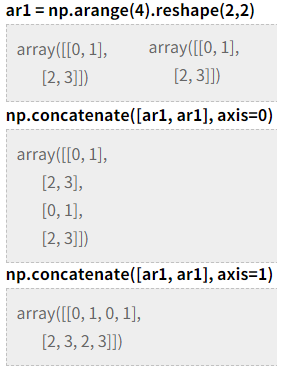 ar1 = np.arange(4).reshape(2,2)
array([[0, 1], array([[0, 1],
[2, 3]]) [2, 3]])
np.concatenate([ar1, ar1], axis=0)
array([[0, 1],
[2, 3],
[0, 1],
[2, 3]])
np.concatenate([ar1, ar1], axis=1)
array([[0, 1, 0, 1],
[2, 3, 2, 3]])